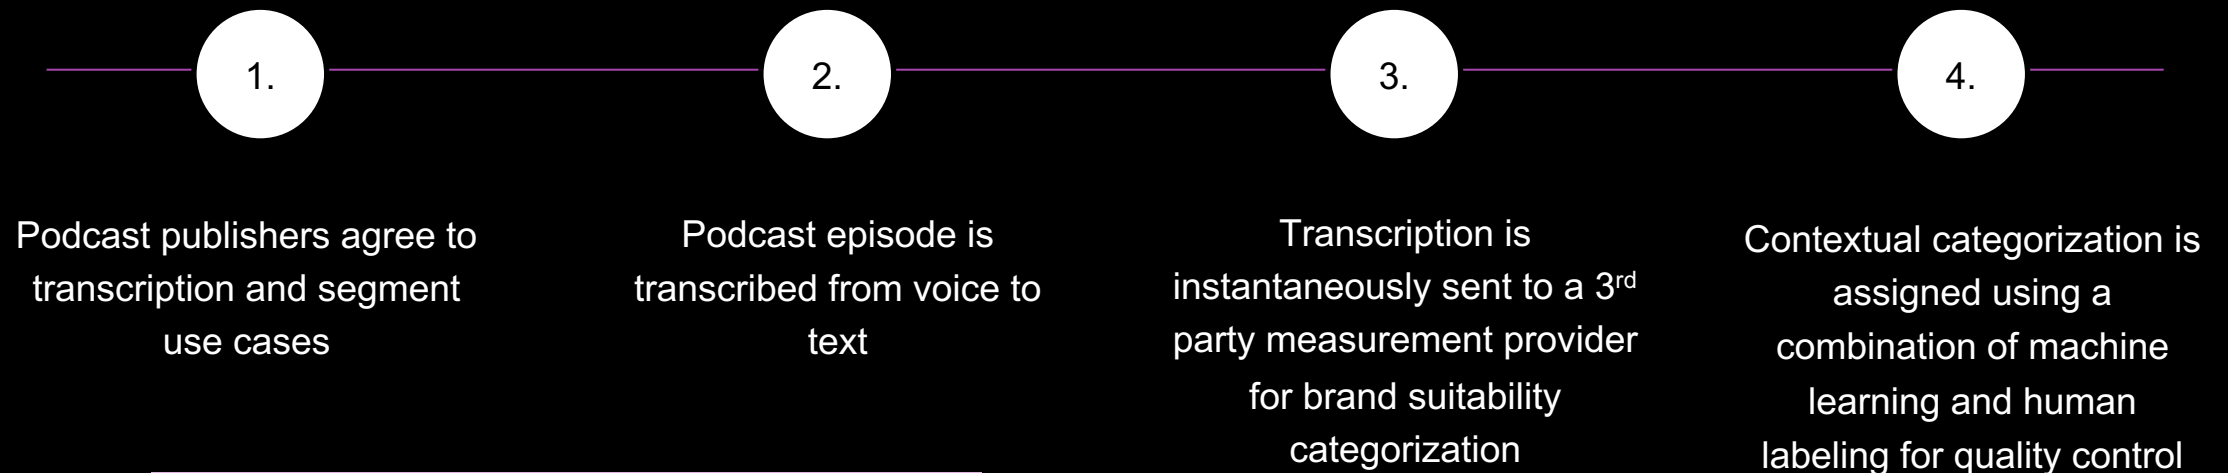 1.
2.
3.
4.
Podcast publishers agree to
transcription and segment
use cases
Podcast episode is
transcribed from voice to
text
Transcription is
instantaneously sent to a 3rd
party measurement provider
for brand suitability
categorization
Contextual categorization is
assigned using a
combination of machine
learning and human
labeling for quality control